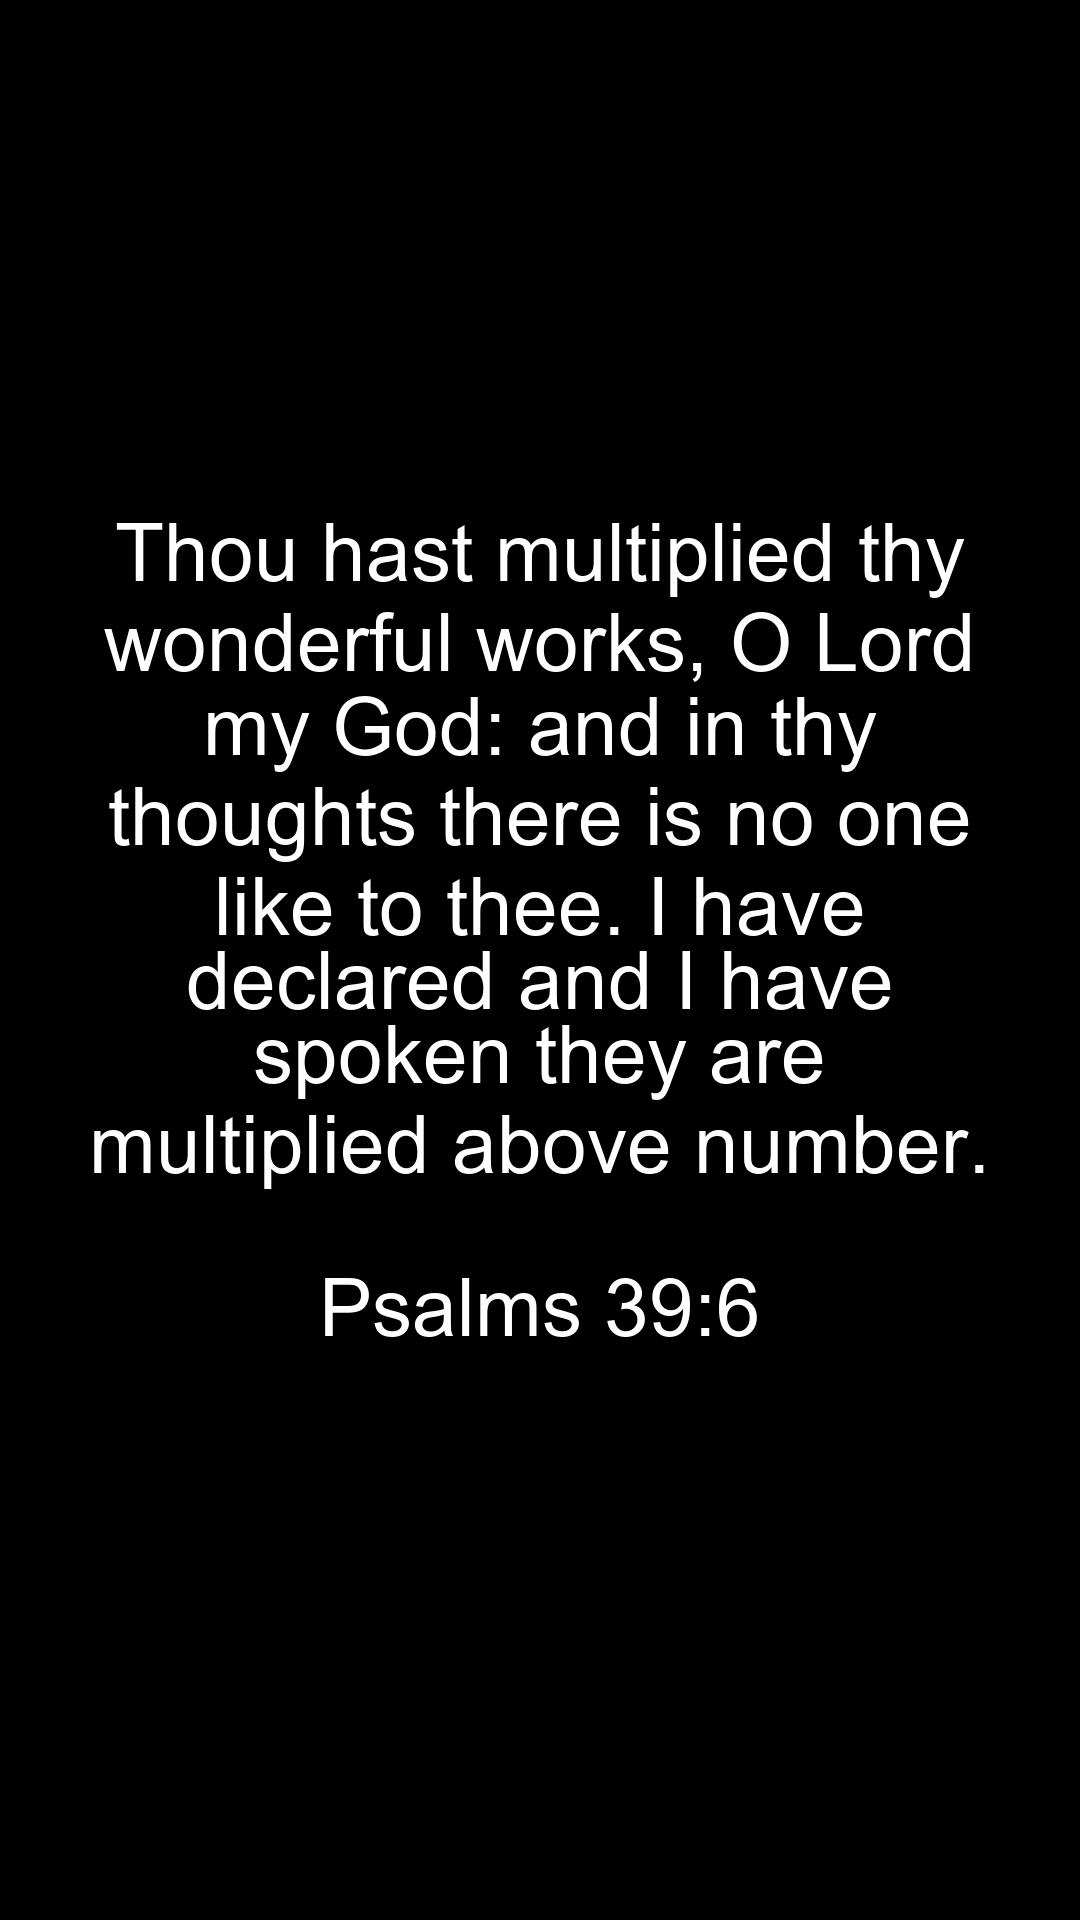 Thou hast multiplied thy
wonderful works, O Lord
my God: and in thy
thoughts there is no one
like to thee. I have
declared and I have
spoken they are
multiplied above number.
Psalms 39:6